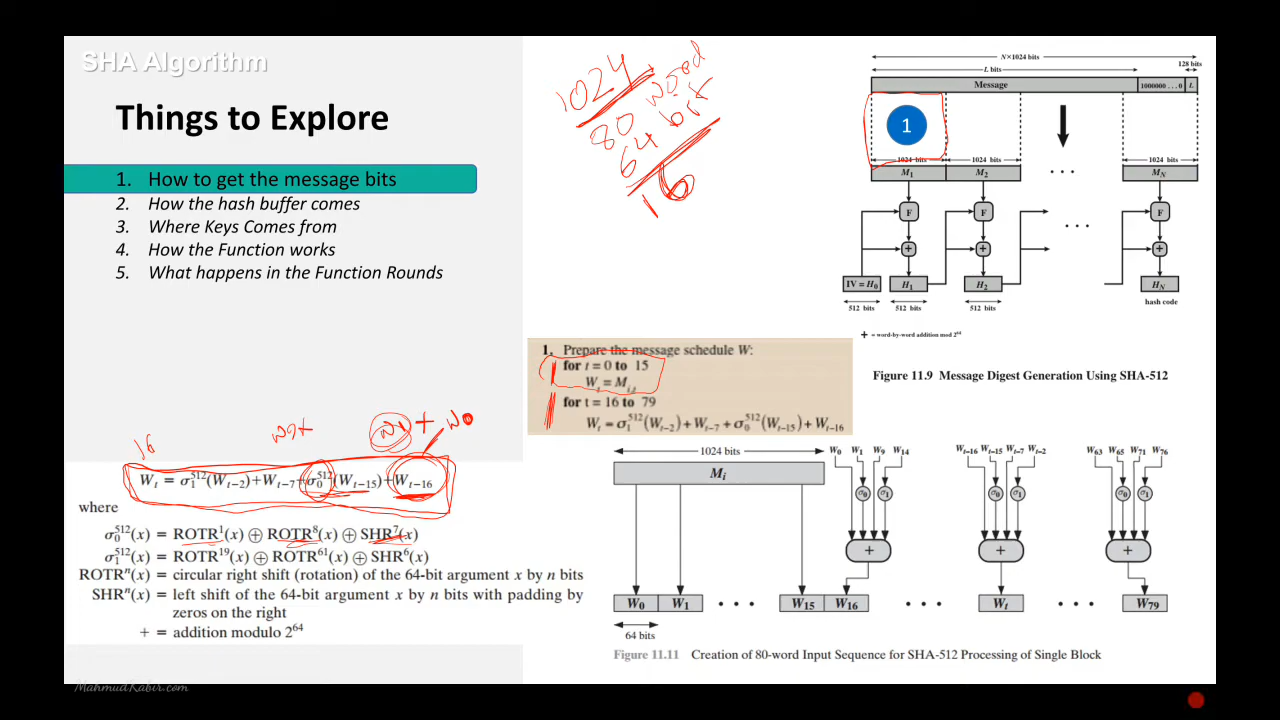 SHA Algorithm
Things to Explore
1. How to get the message bits
2. How the hash buffer comes
3. Where Keys Comes from
4. How the Function works
5. What happens in the Function Rounds
1024
80 word
64 bit
16
N×1024 bits
L bits
128 bits
Message
1000000 . . . 0
L
1
1024 bits
1024 bits
1024 bits
M1
M2
• • •
MN
F
F
F
• • •
+
+
+
IV = H0
H1
H2
HN
hash code
512 bits
512 bits
512 bits
+ = word-by-word addition mod 2^64
Figure 11.9 Message Digest Generation Using SHA-512
1. Prepare the message schedule W:
for t = 0 to 15
Wt = Mi,t
for t = 16 to 79
Wt = σ1^512(Wt−2) + Wt−7 + σ0^512(Wt−15) + Wt−16
16
W1 + W0
Wt = σ1^512(Wt−2) + Wt−7 + σ0^512(Wt−15) + Wt−16
where
σ0^512(x) = ROTR^1(x) ⊕ ROTR^8(x) ⊕ SHR^7(x)
σ1^512(x) = ROTR^19(x) ⊕ ROTR^61(x) ⊕ SHR^6(x)
ROTR^n(x) = circular right shift (rotation) of the 64-bit argument x by n bits
SHR^n(x) = left shift of the 64-bit argument x by n bits with padding by
zeros on the right
+ = addition modulo 2^64
1024 bits
Mi
W0 W1 W9 W14
Wt−16 Wt−15 Wt−7 Wt−2
W63 W65 W71 W76
σ0 σ1
σ0 σ1
σ0 σ1
+
+
+
W0 W1 • • • W15 W16 • • • Wt • • • W79
64 bits
Figure 11.11 Creation of 80-word Input Sequence for SHA-512 Processing of Single Block
MahmudKabir.com